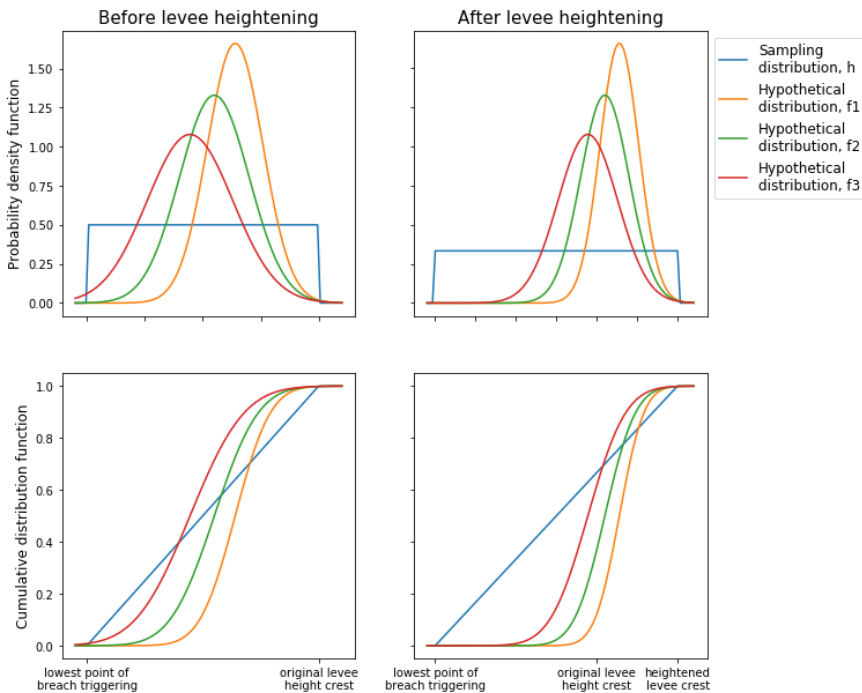 Before levee heightening
After levee heightening
Probability density function
1.50
1.25
1.00
0.75
0.50
0.25
0.00
Sampling
distribution, h
Hypothetical
distribution, f1
Hypothetical
distribution, f2
Hypothetical
distribution, f3
Cumulative distribution function
1.0
0.8
0.6
0.4
0.2
0.0
lowest point of
breach triggering
original levee
height crest
lowest point of
breach triggering
original levee
height crest
heightened
levee crest